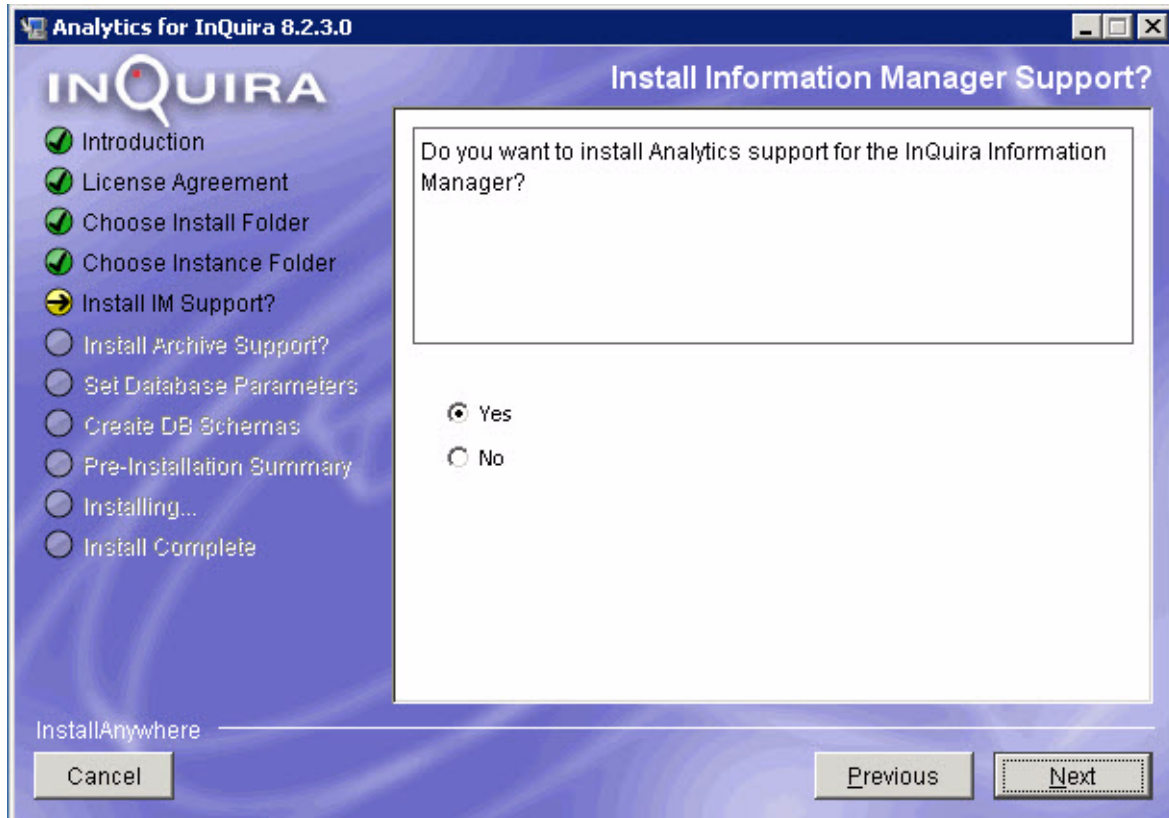 Analytics for InQuira 8.2.3.0
INQUIRA
Install Information Manager Support?
Introduction
License Agreement
Choose Install Folder
Choose Instance Folder
Install IM Support?
Install Archive Support?
Set Database Parameters
Create DB Schemas
Pre-Installation Summary
Installing...
Install Complete
Do you want to install Analytics support for the InQuira Information
Manager?
Yes
No
InstallAnywhere
Cancel
Previous
Next